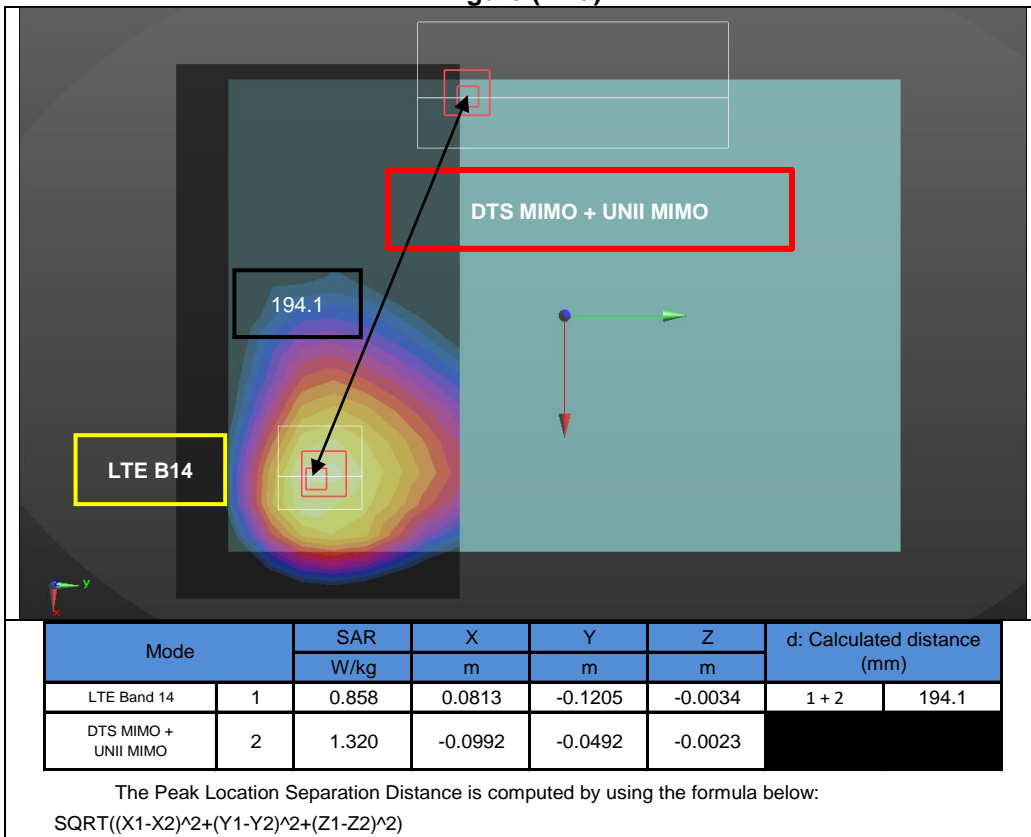 DTS MIMO + UNII MIMO
194.1
LTE B14
y
x
Mode SAR X Y Z d: Calculated distance (mm)
W/kg m m m
LTE Band 14 1 0.858 0.0813 -0.1205 -0.0034 1 + 2 194.1
DTS MIMO +
UNII MIMO 2 1.320 -0.0992 -0.0492 -0.0023
The Peak Location Separation Distance is computed by using the formula below:
SQRT((X1-X2)^2+(Y1-Y2)^2+(Z1-Z2)^2)